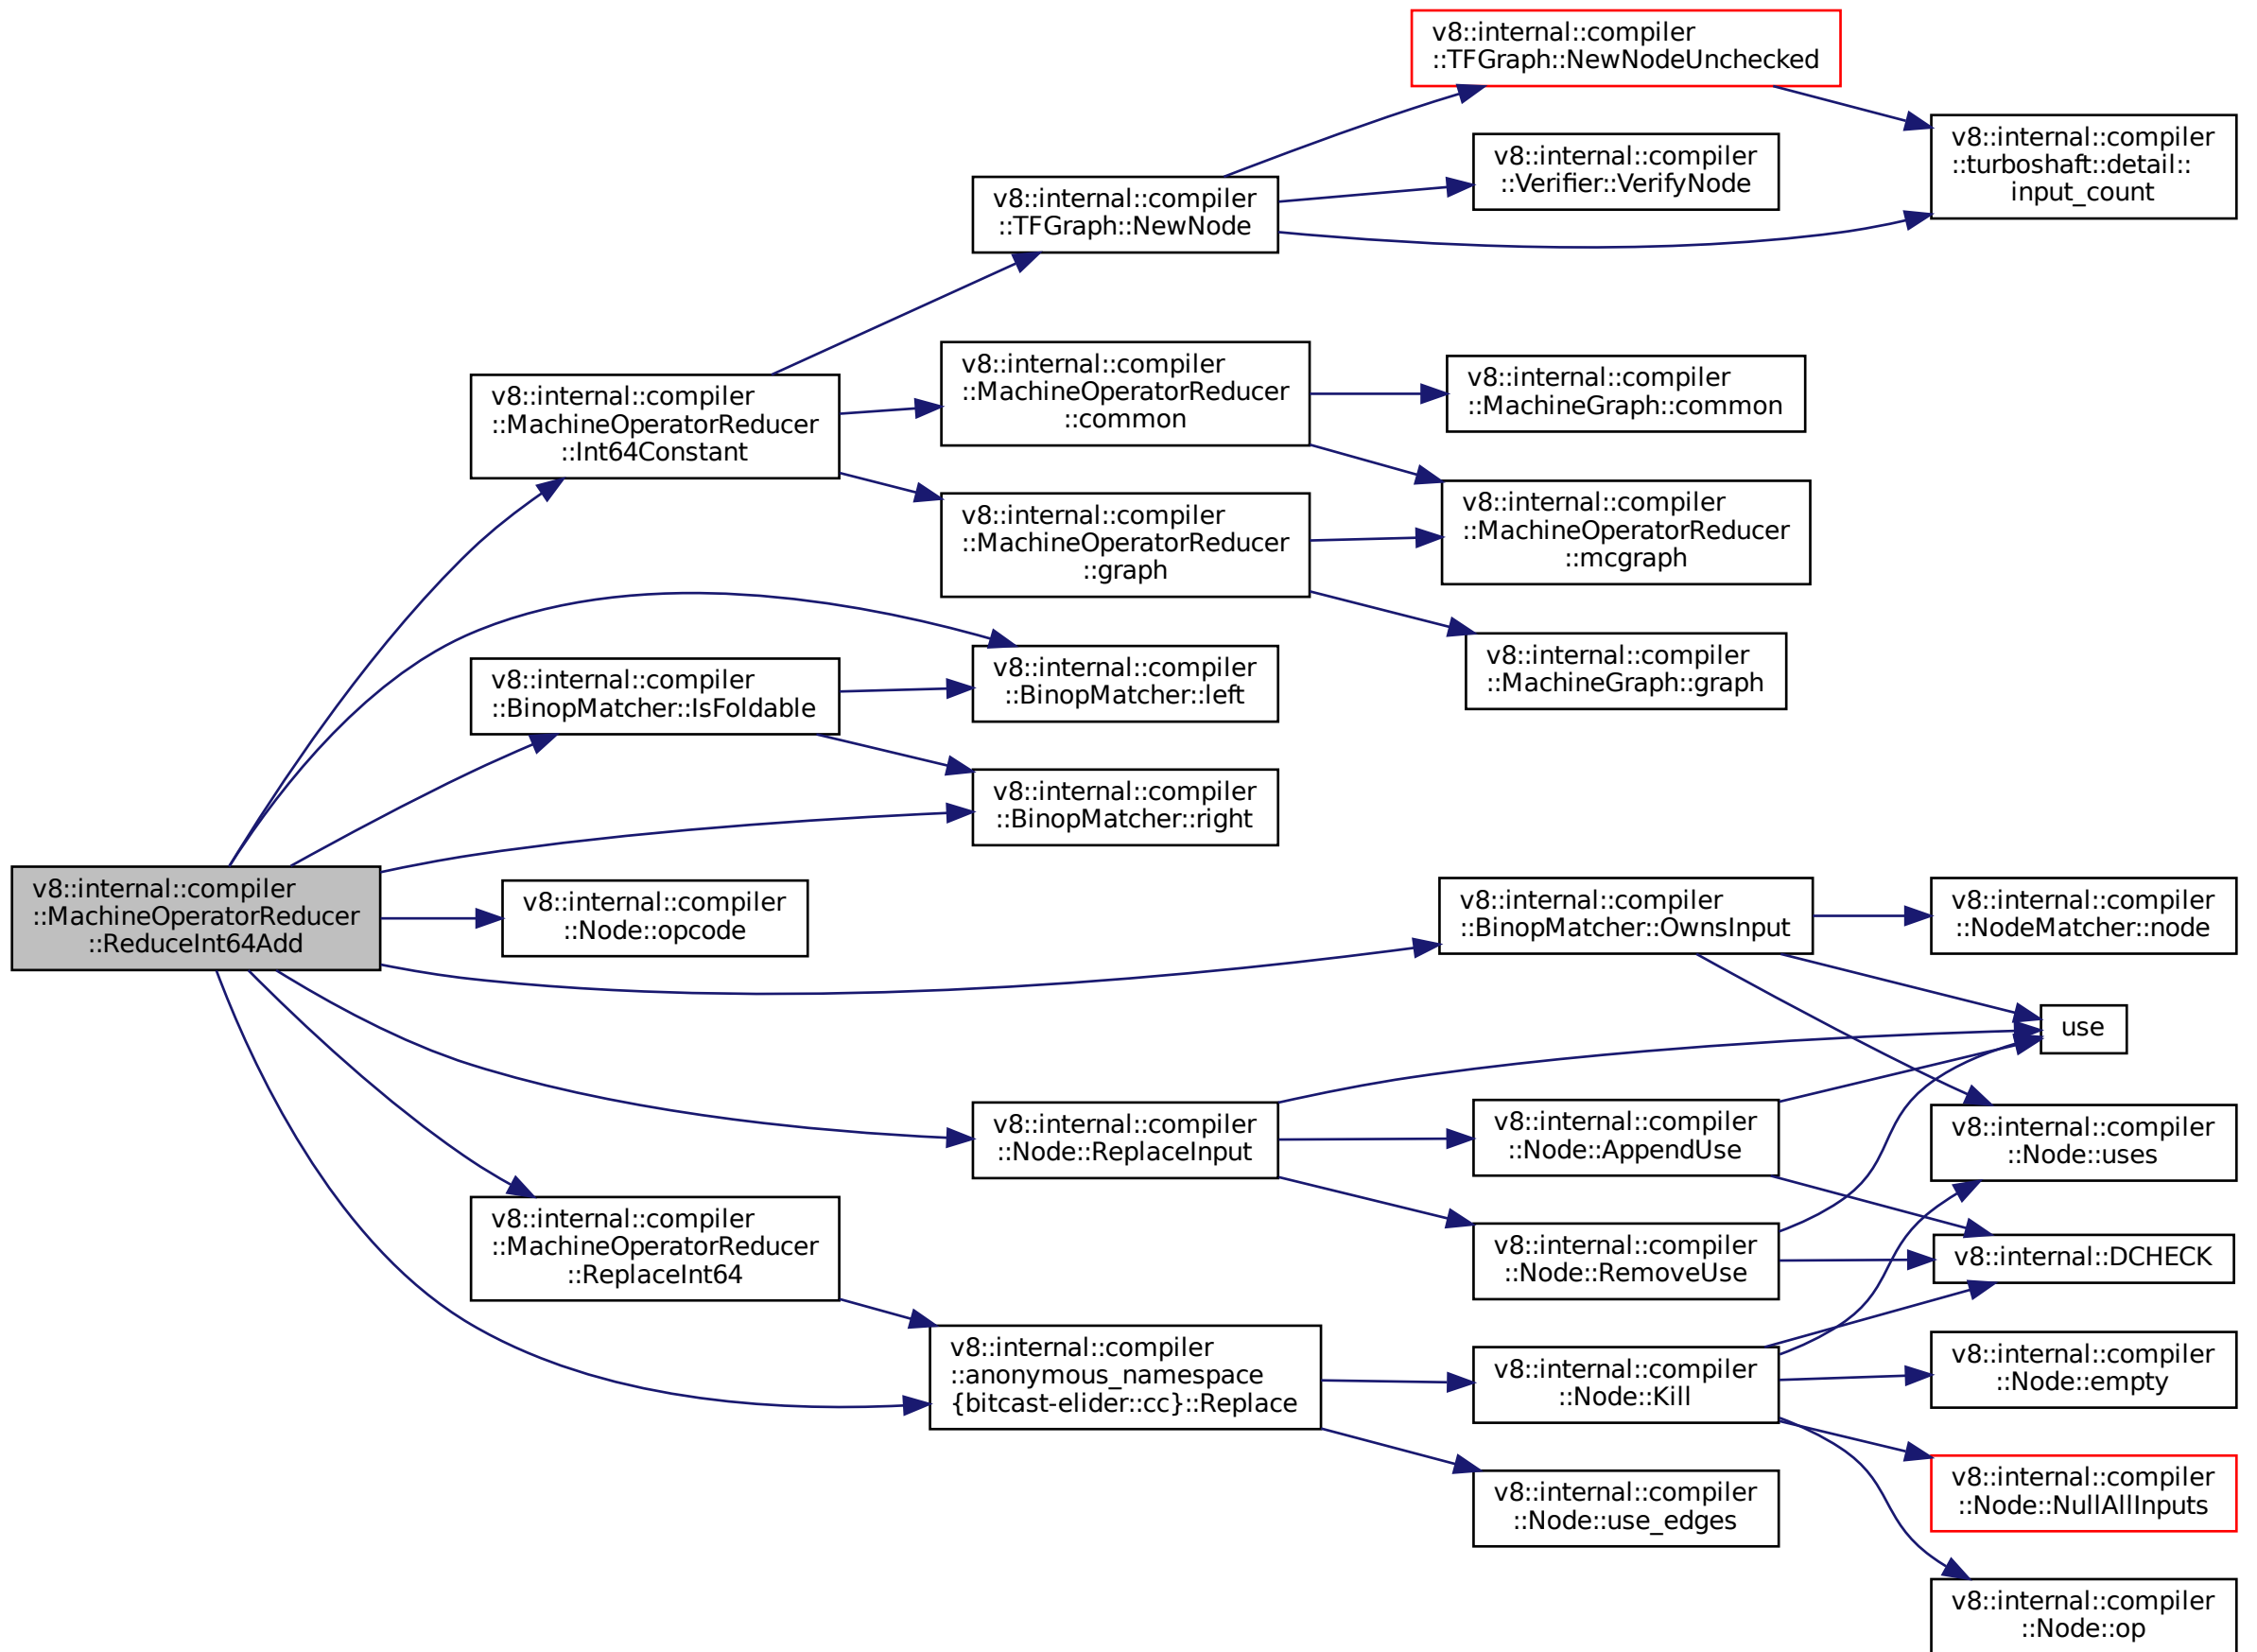 v8::internal::compiler
::TFGraph::NewNodeUnchecked
v8::internal::compiler
::turboshaft::detail::
input_count
v8::internal::compiler
::Verifier::VerifyNode
v8::internal::compiler
::TFGraph::NewNode
v8::internal::compiler
::MachineOperatorReducer
::common
v8::internal::compiler
::MachineGraph::common
v8::internal::compiler
::MachineOperatorReducer
::Int64Constant
v8::internal::compiler
::MachineOperatorReducer
::mcgraph
v8::internal::compiler
::MachineOperatorReducer
::graph
v8::internal::compiler
::MachineGraph::graph
v8::internal::compiler
::BinopMatcher::left
v8::internal::compiler
::BinopMatcher::IsFoldable
v8::internal::compiler
::BinopMatcher::right
v8::internal::compiler
::MachineOperatorReducer
::ReduceInt64Add
v8::internal::compiler
::Node::opcode
v8::internal::compiler
::BinopMatcher::OwnsInput
v8::internal::compiler
::NodeMatcher::node
use
v8::internal::compiler
::Node::ReplaceInput
v8::internal::compiler
::Node::AppendUse
v8::internal::compiler
::Node::uses
v8::internal::compiler
::MachineOperatorReducer
::ReplaceInt64
v8::internal::compiler
::Node::RemoveUse
v8::internal::DCHECK
v8::internal::compiler
::anonymous_namespace
{bitcast-elider::cc}::Replace
v8::internal::compiler
::Node::Kill
v8::internal::compiler
::Node::empty
v8::internal::compiler
::Node::use_edges
v8::internal::compiler
::Node::NullAllInputs
v8::internal::compiler
::Node::op